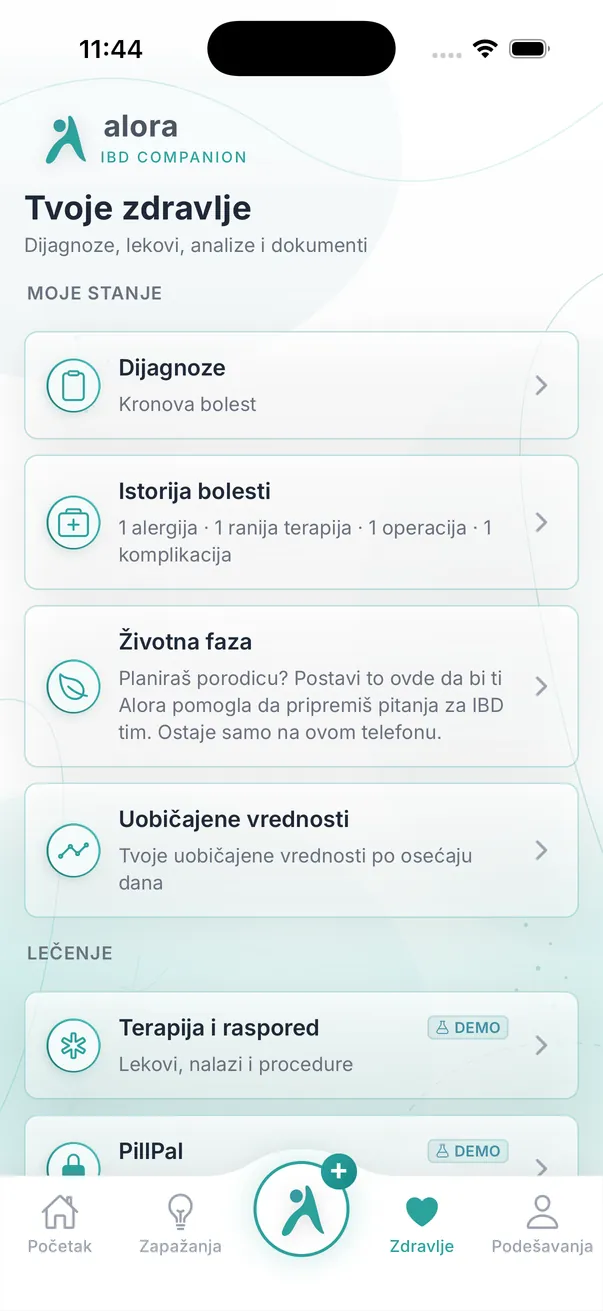 11:44
alora
IBD COMPANION
Tvoje zdravlje
Dijagnoze, lekovi, analize i dokumenti
MOJE STANJE
Dijagnoze
Kronova bolest
Istorija bolesti
1 alergija · 1 ranija terapija · 1 operacija · 1
komplikacija
Životna faza
Planiraš porodicu? Postavi to ovde da bi ti
Alora pomogla da pripremiš pitanja za IBD
tim. Ostaje samo na ovom telefonu.
Uobičajene vrednosti
Tvoje uobičajene vrednosti po osećaju
dana
LEČENJE
Terapija i raspored
DEMO
Lekovi, nalazi i procedure
PillPal
DEMO
Početak
Zapažanja
Zdravlje
Podešavanja